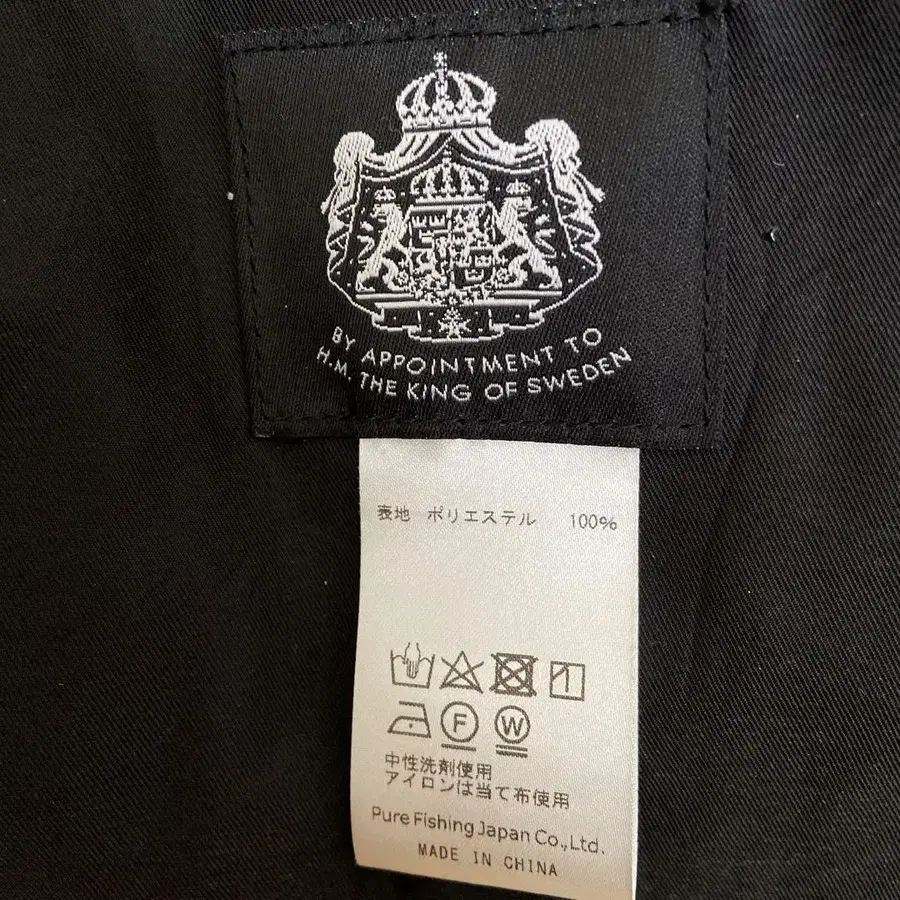 BY APPOINTMENT TO
H.M. THE KING OF SWEDEN
表地 ポリエステル 100%
F W
中性洗剤使用
アイロンは当て布使用
Pure Fishing Japan Co.,Ltd.
MADE IN CHINA